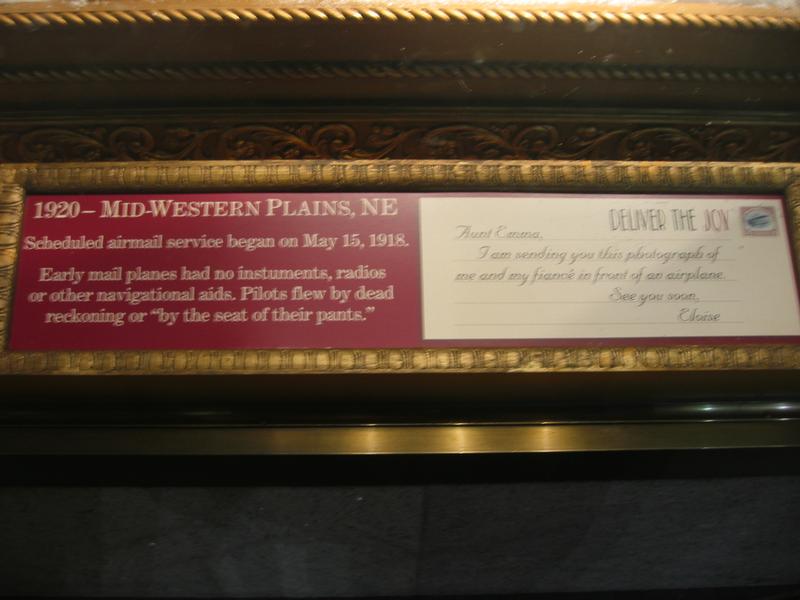 1920 – MID-WESTERN PLAINS, NE
Scheduled airmail service began on May 15, 1918.
Early mail planes had no instuments, radios
or other navigational aids. Pilots flew by dead
reckoning or “by the seat of their pants.”
DELIVER THE JOY
Aunt Emma,
I am sending you this photograph of
me and my fiancé in front of an airplane.
See you soon,
Eloise